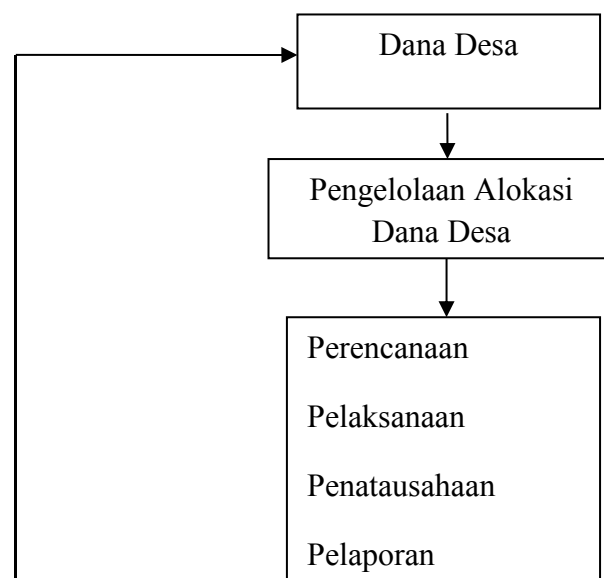 Dana Desa
Pengelolaan Alokasi
Dana Desa
Perencanaan
Pelaksanaan
Penatausahaan
Pelaporan